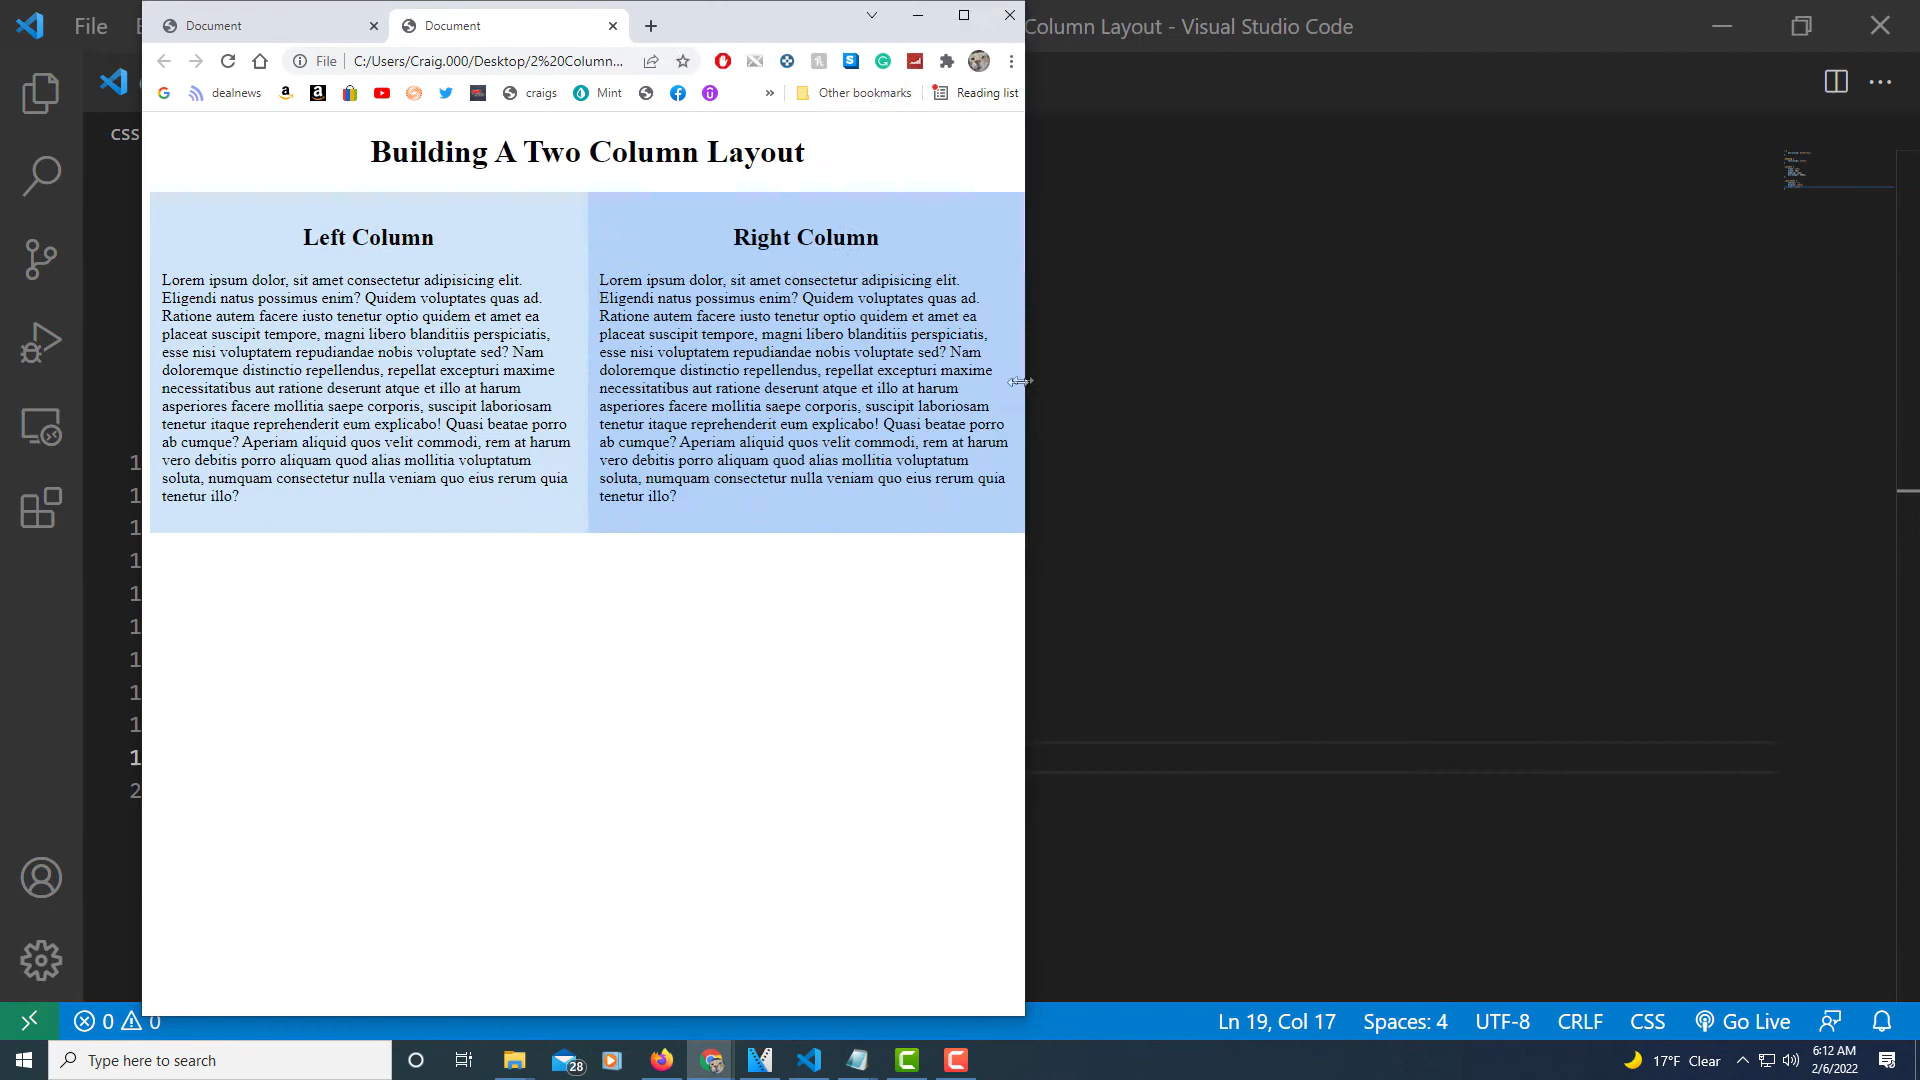 File
Column Layout - Visual Studio Code
Document
Document
File
C:/Users/Craig.000/Desktop/2%20Column...
dealnews
craigs
Mint
»
Other bookmarks
Reading list
CSS
Building A Two Column Layout
Left Column
Lorem ipsum dolor, sit amet consectetur adipisicing elit.
Eligendi natus possimus enim? Quidem voluptates quas ad.
Ratione autem facere iusto tenetur optio quidem et amet ea
placeat suscipit tempore, magni libero blanditiis perspiciatis,
esse nisi voluptatem repudiandae nobis voluptate sed? Nam
doloremque distinctio repellendus, repellat excepturi maxime
necessitatibus aut ratione deserunt atque et illo at harum
asperiores facere mollitia saepe corporis, suscipit laboriosam
tenetur itaque reprehenderit eum explicabo! Quasi beatae porro
ab cumque? Aperiam aliquid quos velit commodi, rem at harum
vero debitis porro aliquam quod alias mollitia voluptatum
soluta, numquam consectetur nulla veniam quo eius rerum quia
tenetur illo?
Right Column
Lorem ipsum dolor, sit amet consectetur adipisicing elit.
Eligendi natus possimus enim? Quidem voluptates quas ad.
Ratione autem facere iusto tenetur optio quidem et amet ea
placeat suscipit tempore, magni libero blanditiis perspiciatis,
esse nisi voluptatem repudiandae nobis voluptate sed? Nam
doloremque distinctio repellendus, repellat excepturi maxime
necessitatibus aut ratione deserunt atque et illo at harum
asperiores facere mollitia saepe corporis, suscipit laboriosam
tenetur itaque reprehenderit eum explicabo! Quasi beatae porro
ab cumque? Aperiam aliquid quos velit commodi, rem at harum
vero debitis porro aliquam quod alias mollitia voluptatum
soluta, numquam consectetur nulla veniam quo eius rerum quia
tenetur illo?
1
1
1
1
1
1
1
1
1
1
2
0
0
Ln 19, Col 17
Spaces: 4
UTF-8
CRLF
CSS
Go Live
Type here to search
28
17°F Clear
6:12 AM
2/6/2022